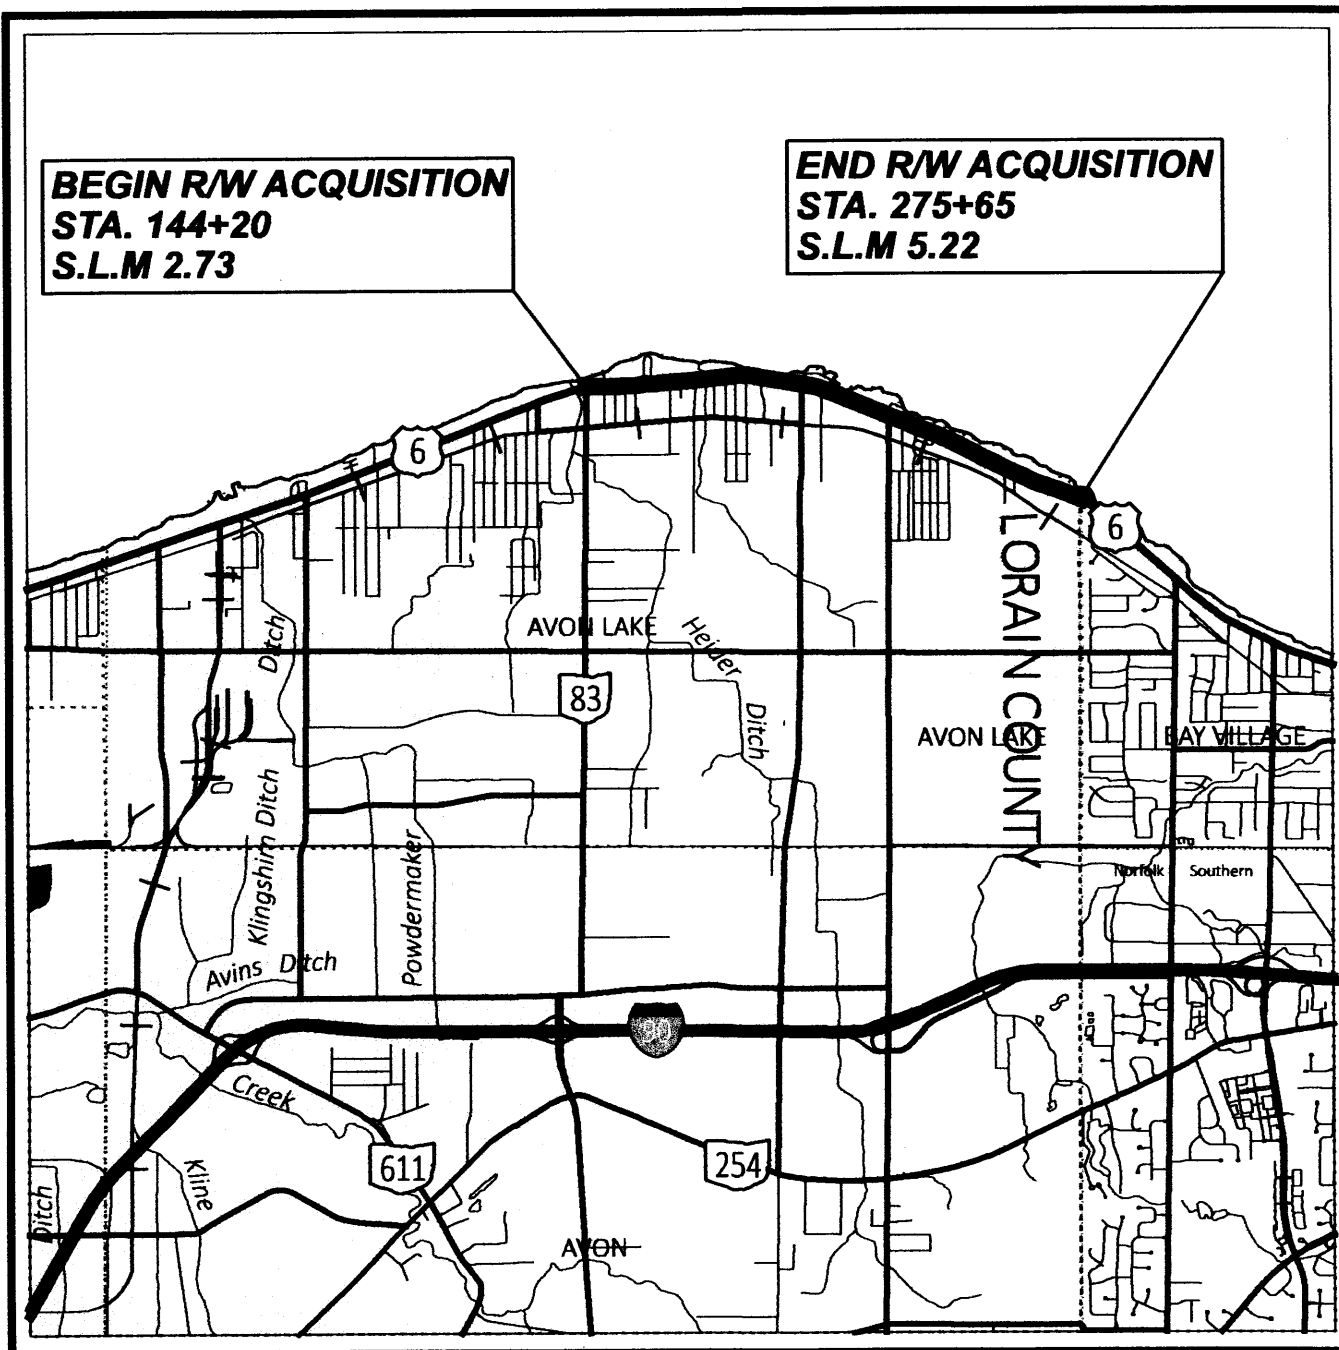 BEGIN R/W ACQUISITION
STA. 144+20
S.L.M 2.73
END R/W ACQUISITION
STA. 275+65
S.L.M 5.22
6
6
LORAIN COUNTY
AVON LAKE
Heider
Ditch
Ditch
83
AVON LAKE
BAY VILLAGE
Klingshirn Ditch
Powdermaker
Norfolk Southern
Avins Ditch
90
Creek
611
254
Kline
Ditch
AVON